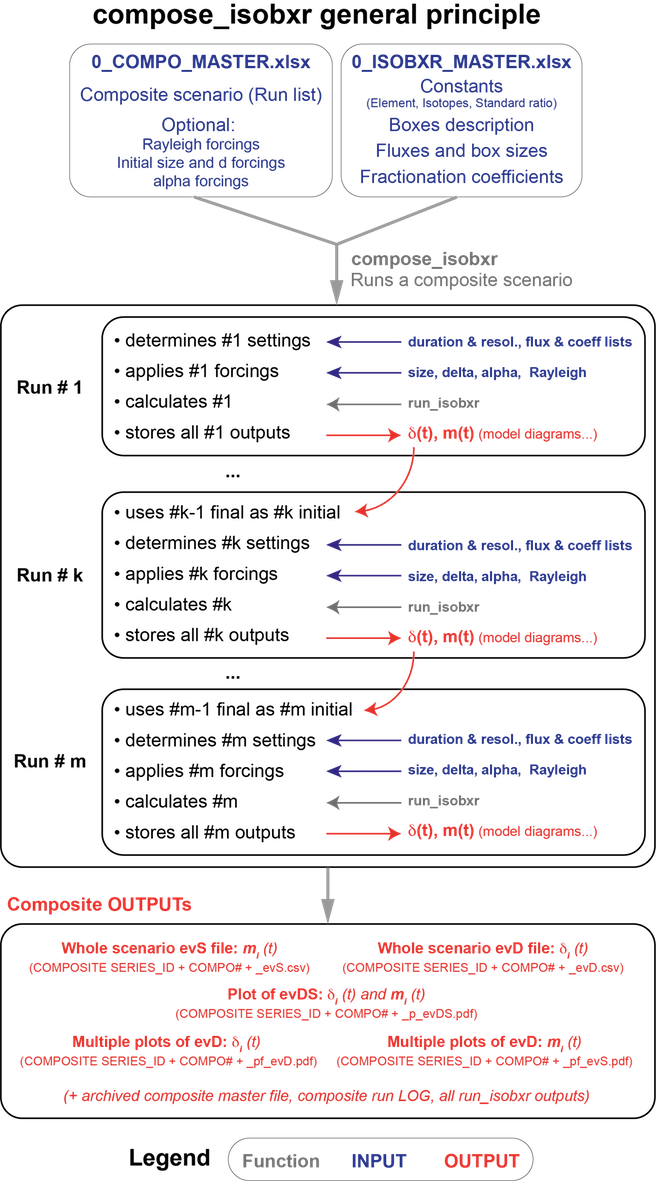 compose_isobxr general principle
0_COMPO_MASTER.xlsx
Composite scenario (Run list)
Optional:
Rayleigh forcings
Initial size and d forcings
alpha forcings
0_ISOBXR_MASTER.xlsx
Constants
(Element, Isotopes, Standard ratio)
Boxes description
Fluxes and box sizes
Fractionation coefficients
compose_isobxr
Runs a composite scenario
Run # 1
• determines #1 settings
duration & resol., flux & coeff lists
• applies #1 forcings
size, delta, alpha, Rayleigh
• calculates #1
run_isobxr
• stores all #1 outputs
δ(t), m(t) (model diagrams...)
...
Run # k
• uses #k-1 final as #k initial
• determines #k settings
duration & resol., flux & coeff lists
• applies #k forcings
size, delta, alpha, Rayleigh
• calculates #k
run_isobxr
• stores all #k outputs
δ(t), m(t) (model diagrams...)
...
Run # m
• uses #m-1 final as #m initial
• determines #m settings
duration & resol., flux & coeff lists
• applies #m forcings
size, delta, alpha, Rayleigh
• calculates #m
run_isobxr
• stores all #m outputs
δ(t), m(t) (model diagrams...)
Composite OUTPUTs
Whole scenario evS file: mi (t)
(COMPOSITE SERIES_ID + COMPO# + _evS.csv)
Whole scenario evD file: δi (t)
(COMPOSITE SERIES_ID + COMPO# + _evD.csv)
Plot of evDS: δi (t) and mi (t)
(COMPOSITE SERIES_ID + COMPO# + _p_evDS.pdf)
Multiple plots of evD: δi (t)
(COMPOSITE SERIES_ID + COMPO# + _pf_evD.pdf)
Multiple plots of evD: mi (t)
(COMPOSITE SERIES_ID + COMPO# + _pf_evS.pdf)
(+ archived composite master file, composite run LOG, all run_isobxr outputs)
Legend
Function INPUT OUTPUT